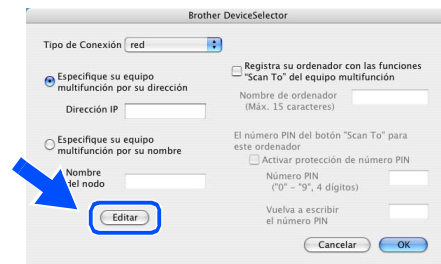 Brother DeviceSelector
Tipo de Conexión red
Especifique su equipo
multifunción por su dirección
Dirección IP
Especifique su equipo
multifunción por su nombre
Nombre
del nodo
Editar
Registra su ordenador con las funciones
"Scan To" del equipo multifunción
Nombre de ordenador
(Máx. 15 caracteres)
El número PIN del botón "Scan To" para
este ordenador
Activar protección de número PIN
Número PIN
("0" - "9", 4 dígitos)
Vuelva a escribir
el número PIN
Cancelar
OK